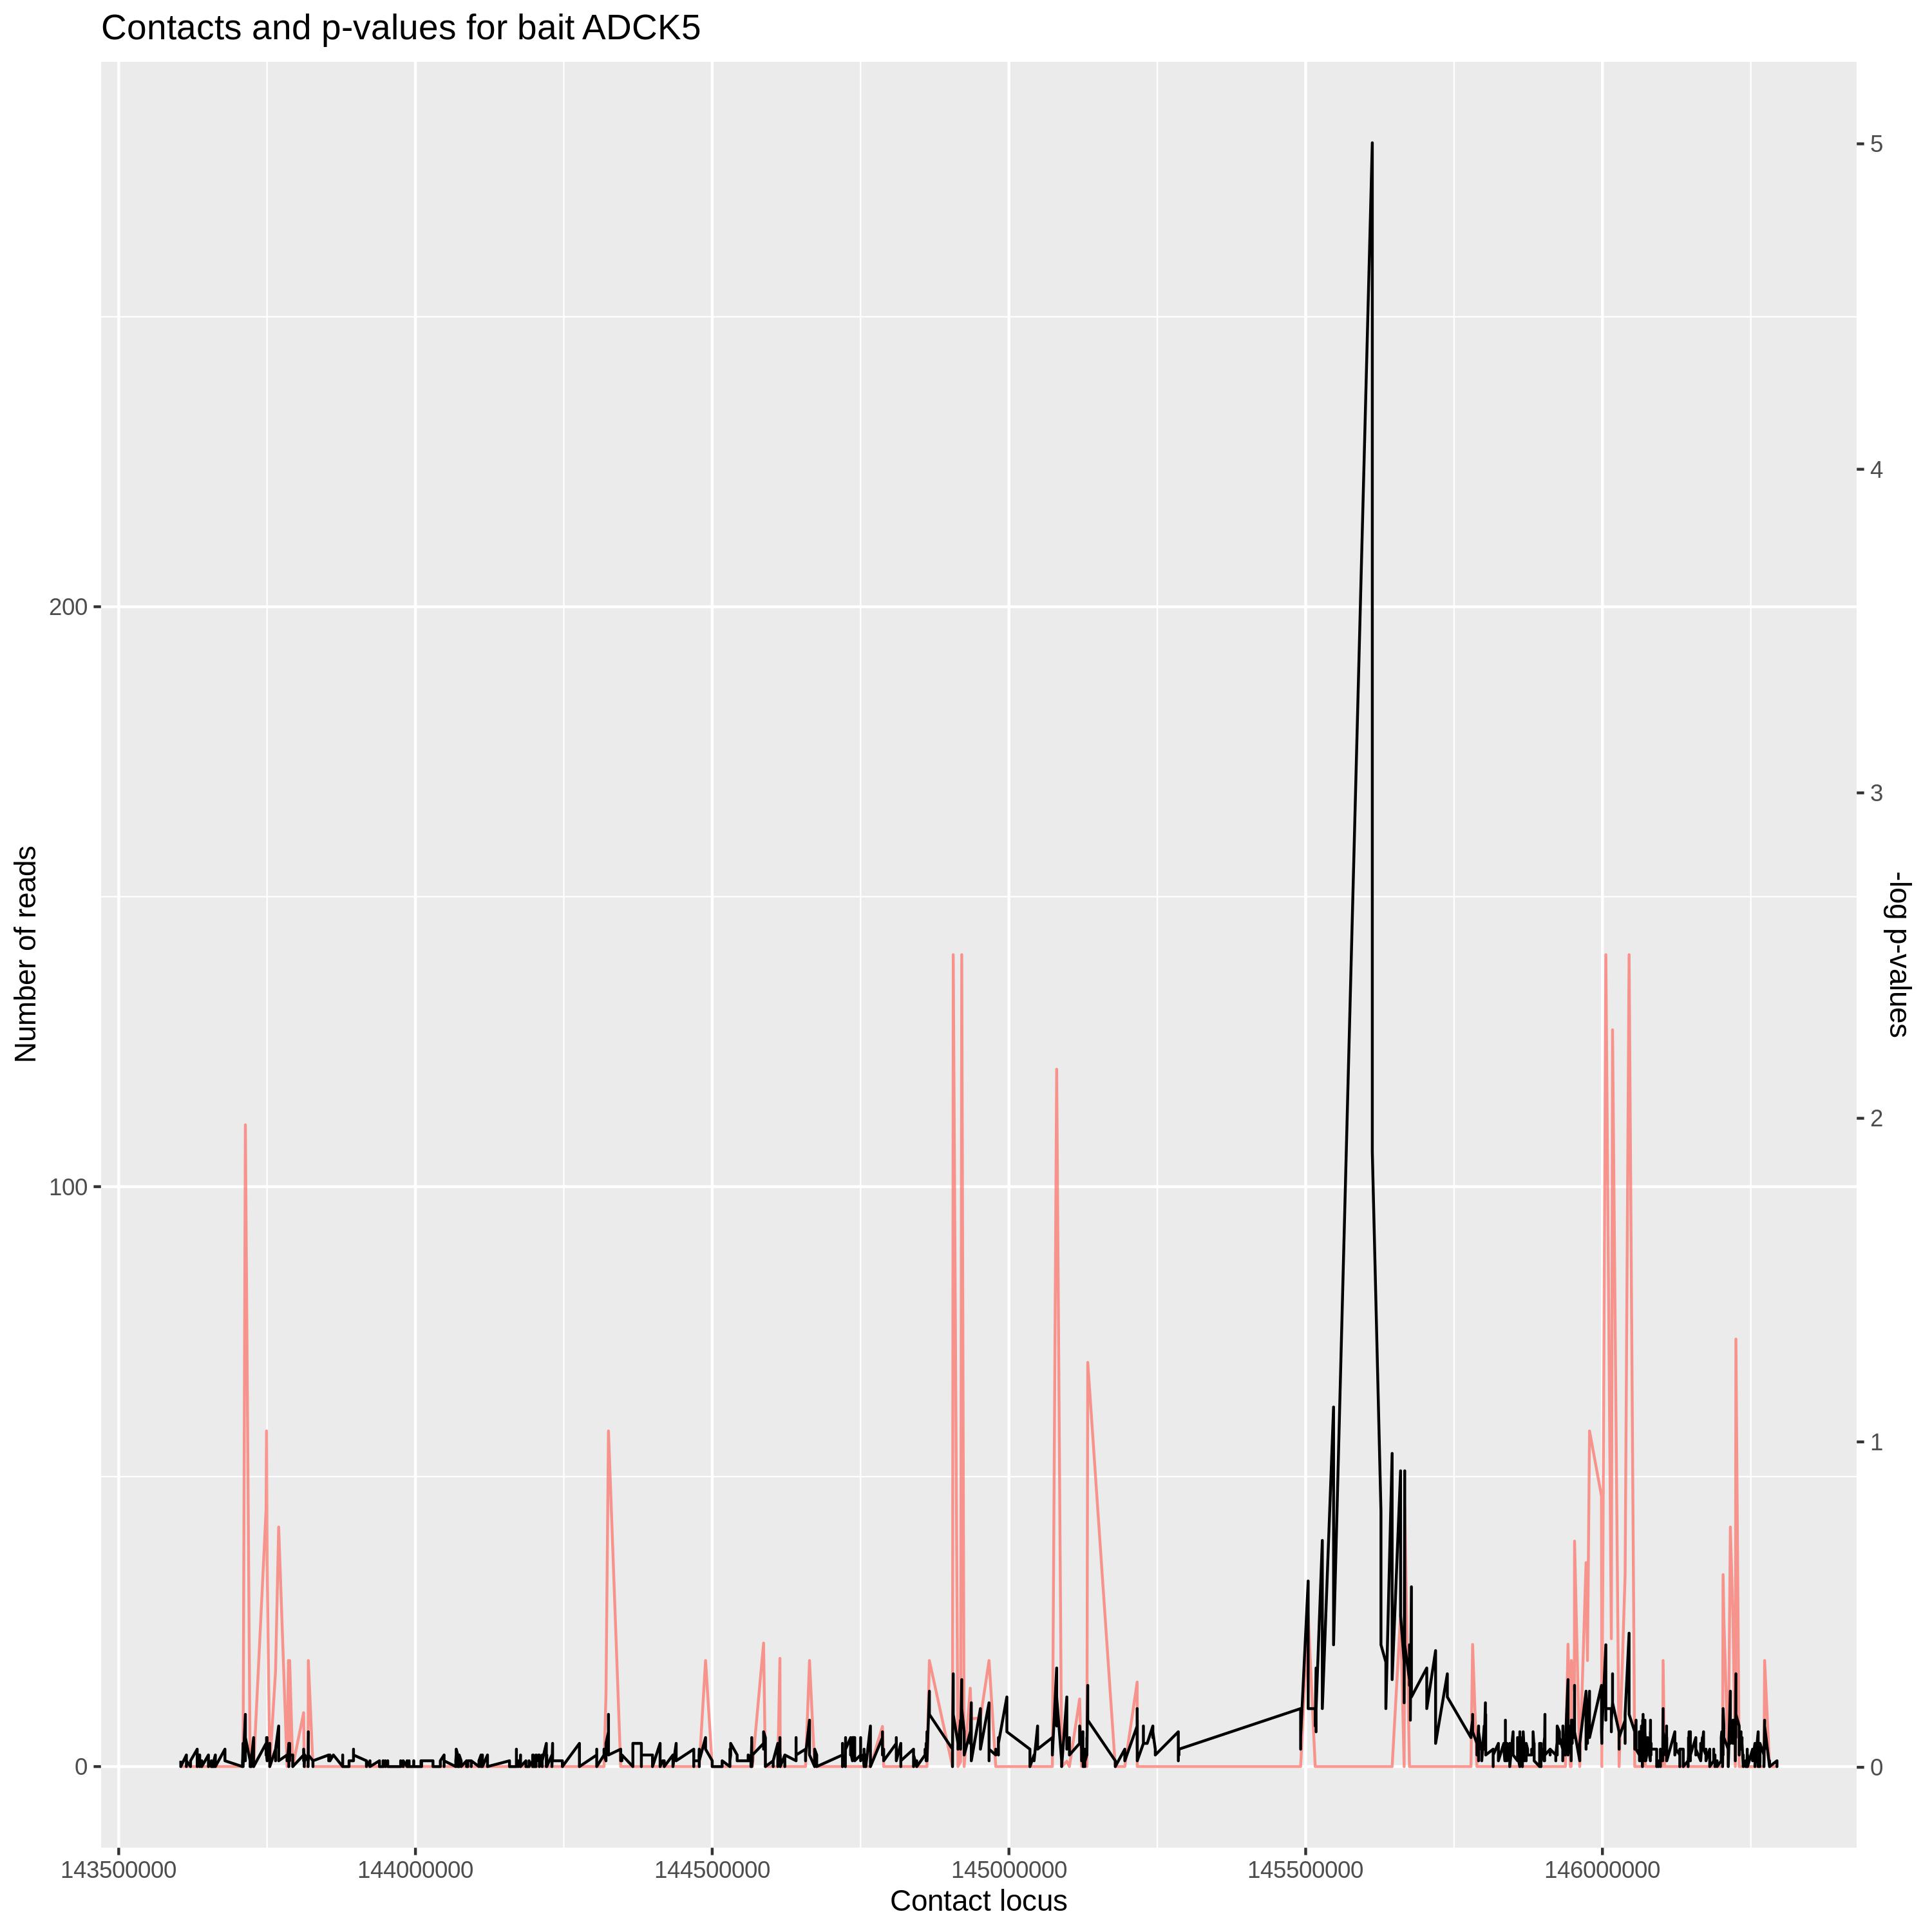 Contacts and p-values for bait ADCK5
Number of reads
200
100
0
5
4
3
2
1
0
-log p-values
143500000 144000000 144500000 145000000 145500000 146000000
Contact locus